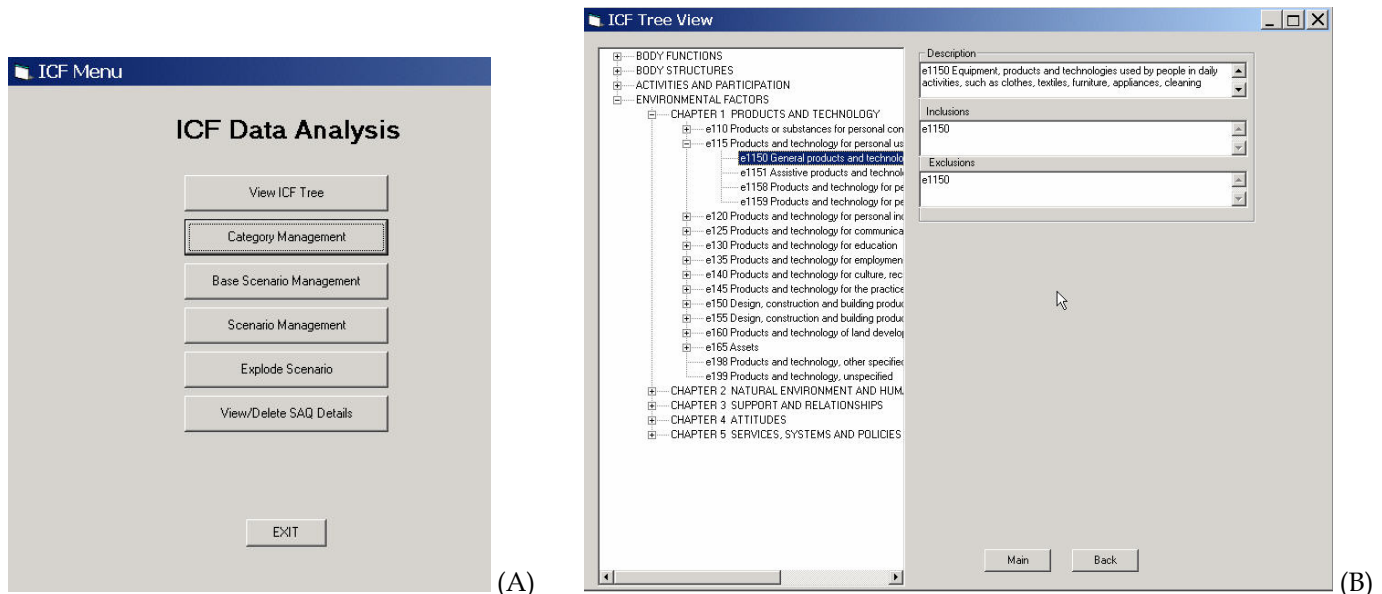 ICF Menu
ICF Data Analysis
View ICF Tree
Category Management
Base Scenario Management
Scenario Management
Explode Scenario
View/Delete SAQ Details
EXIT
(A)
ICF Tree View
BODY FUNCTIONS
BODY STRUCTURES
ACTIVITIES AND PARTICIPATION
ENVIRONMENTAL FACTORS
CHAPTER 1 PRODUCTS AND TECHNOLOGY
e110 Products or substances for personal con
e115 Products and technology for personal us
e1150 General products and technolo
e1151 Assistive products and technol
e1158 Products and technology for pe
e1159 Products and technology for pe
e120 Products and technology for personal in
e125 Products and technology for communica
e130 Products and technology for education
e135 Products and technology for employmen
e140 Products and technology for culture, rec
e145 Products and technology for the practice
e150 Design, construction and building produ
e155 Design, construction and building produ
e160 Products and technology of land develo
e165 Assets
e198 Products and technology, other specifie
e199 Products and technology, unspecified
CHAPTER 2 NATURAL ENVIRONMENT AND HUM
CHAPTER 3 SUPPORT AND RELATIONSHIPS
CHAPTER 4 ATTITUDES
CHAPTER 5 SERVICES, SYSTEMS AND POLICIES
Description
e1150 Equipment, products and technologies used by people in daily
activities, such as clothes, textiles, furniture, appliances, cleaning
Inclusions
e1150
Exclusions
e1150
Main
Back
(B)